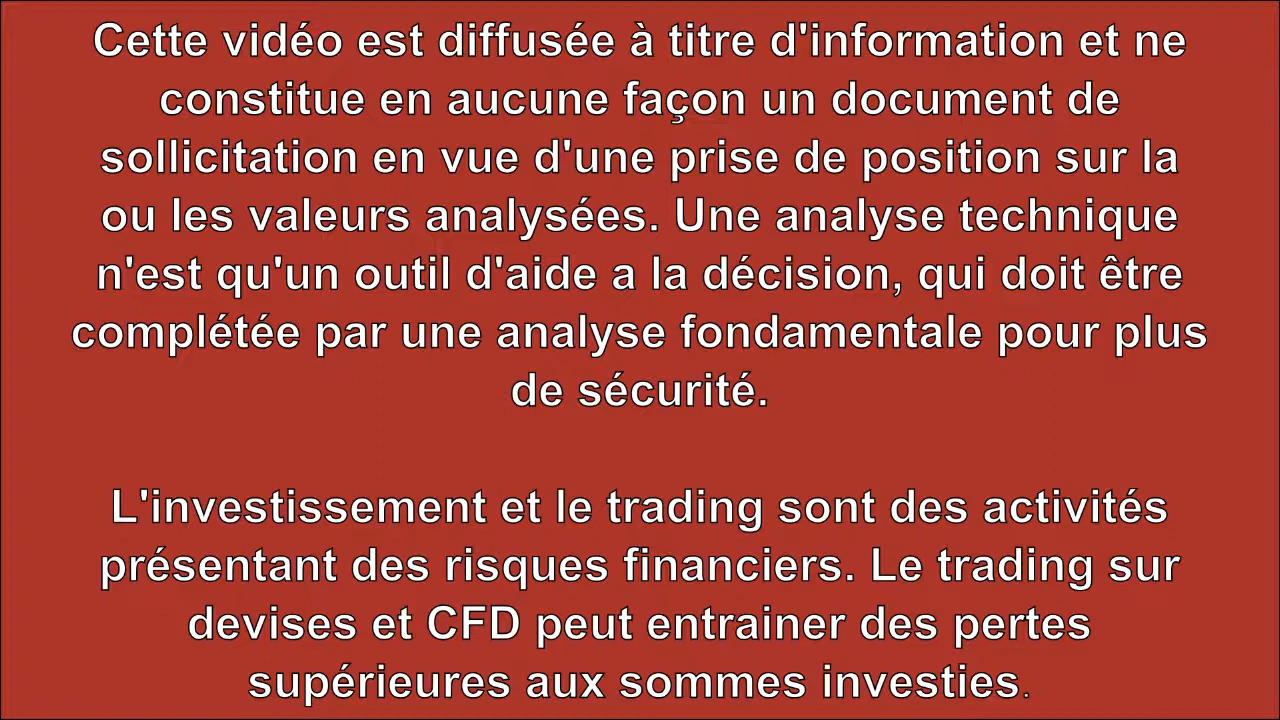 Cette vidéo est diffusée à titre d'information et ne
constitue en aucune façon un document de
sollicitation en vue d'une prise de position sur la
ou les valeurs analysées. Une analyse technique
n'est qu'un outil d'aide a la décision, qui doit être
complétée par une analyse fondamentale pour plus
de sécurité.
L'investissement et le trading sont des activités
présentant des risques financiers. Le trading sur
devises et CFD peut entrainer des pertes
supérieures aux sommes investies.